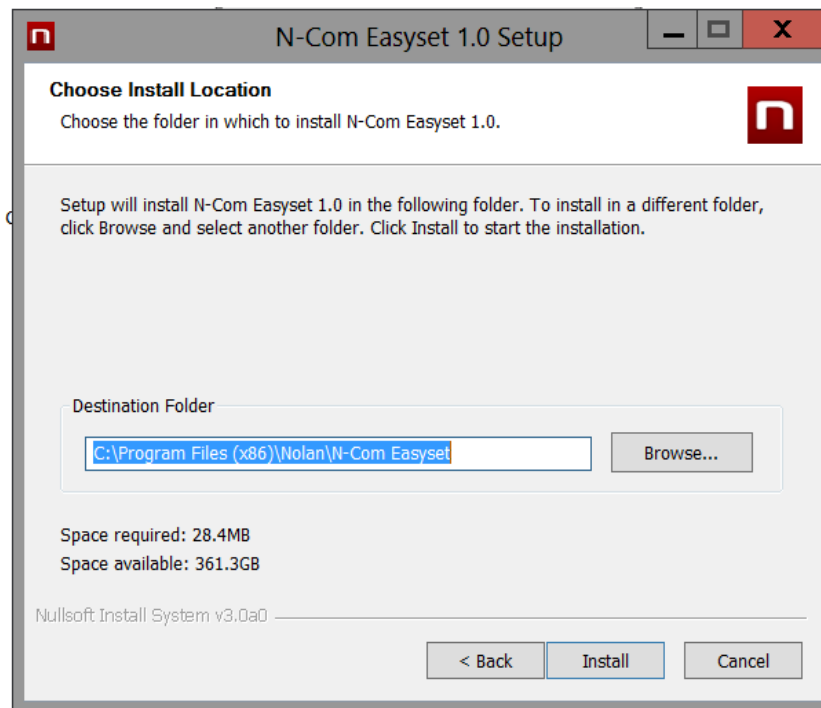 N-Com Easyset 1.0 Setup
Choose Install Location
Choose the folder in which to install N-Com Easyset 1.0.
Setup will install N-Com Easyset 1.0 in the following folder. To install in a different folder,
click Browse and select another folder. Click Install to start the installation.
Destination Folder
C:\Program Files (x86)\Nolan\N-Com Easyset
Browse...
Space required: 28.4MB
Space available: 361.3GB
Nullsoft Install System v3.0a0
< Back
Install
Cancel